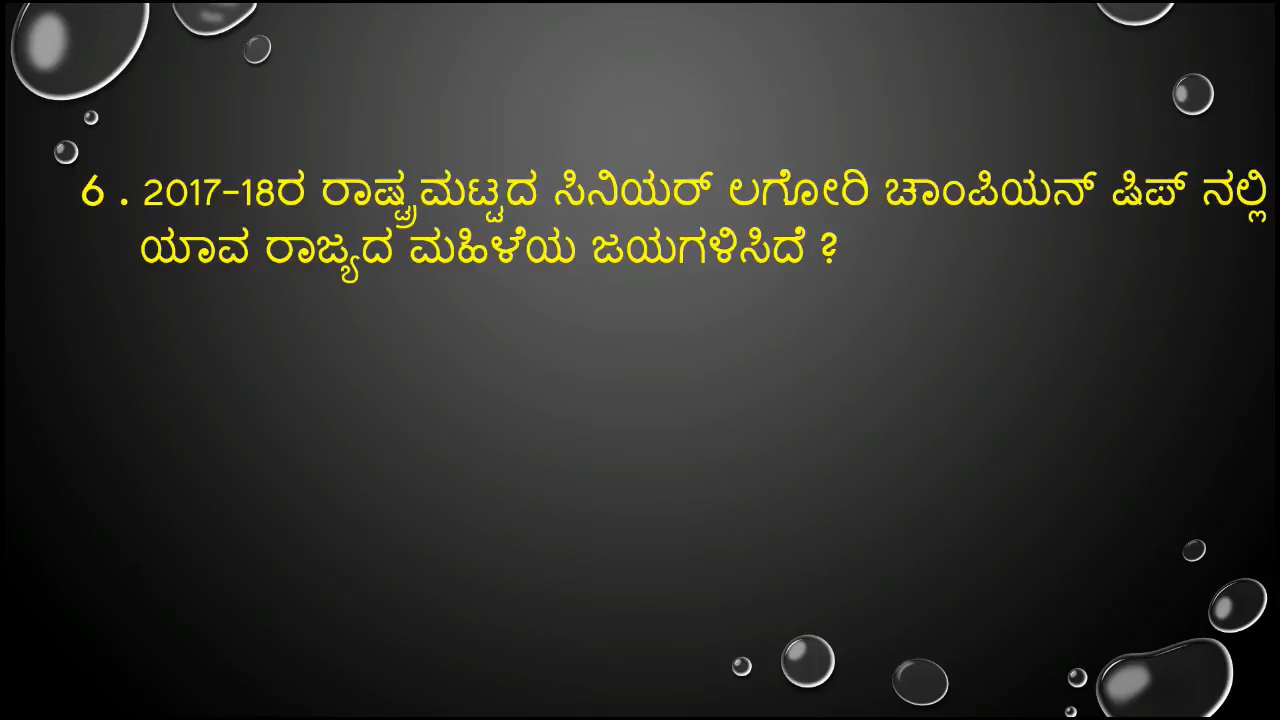 6 . 2017-18ರ ರಾಷ್ಟ್ರಮಟ್ಟದ ಸಿನಿಯರ್ ಲಗೋರಿ ಚಾಂಪಿಯನ್ ಷಿಪ್ ನಲ್ಲಿ
ಯಾವ ರಾಜ್ಯದ ಮಹಿಳೆಯ ಜಯಗಳಿಸಿದೆ ?